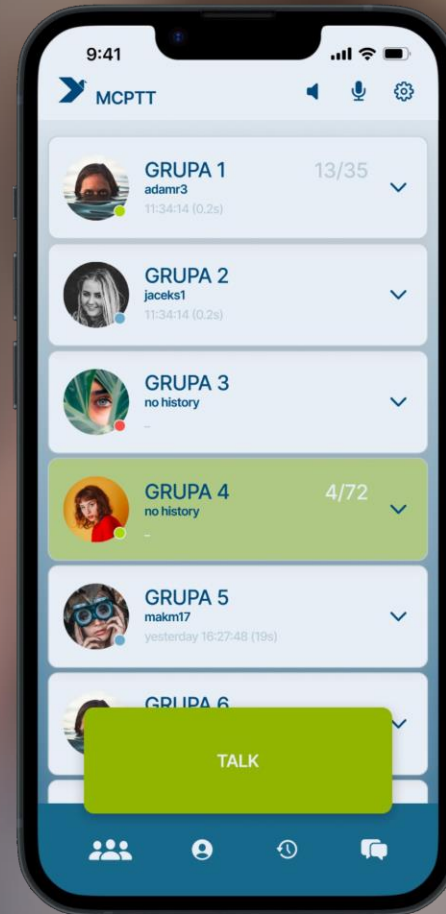 9:41
MCPTT
GRUPA 1
13/35
adamr3
11:34:14 (0.2s)
GRUPA 2
jaceks1
11:34:14 (0.2s)
GRUPA 3
no history
-
GRUPA 4
4/72
no history
-
GRUPA 5
makm17
yesterday 16:27:48 (19s)
GRUPA 6
TALK